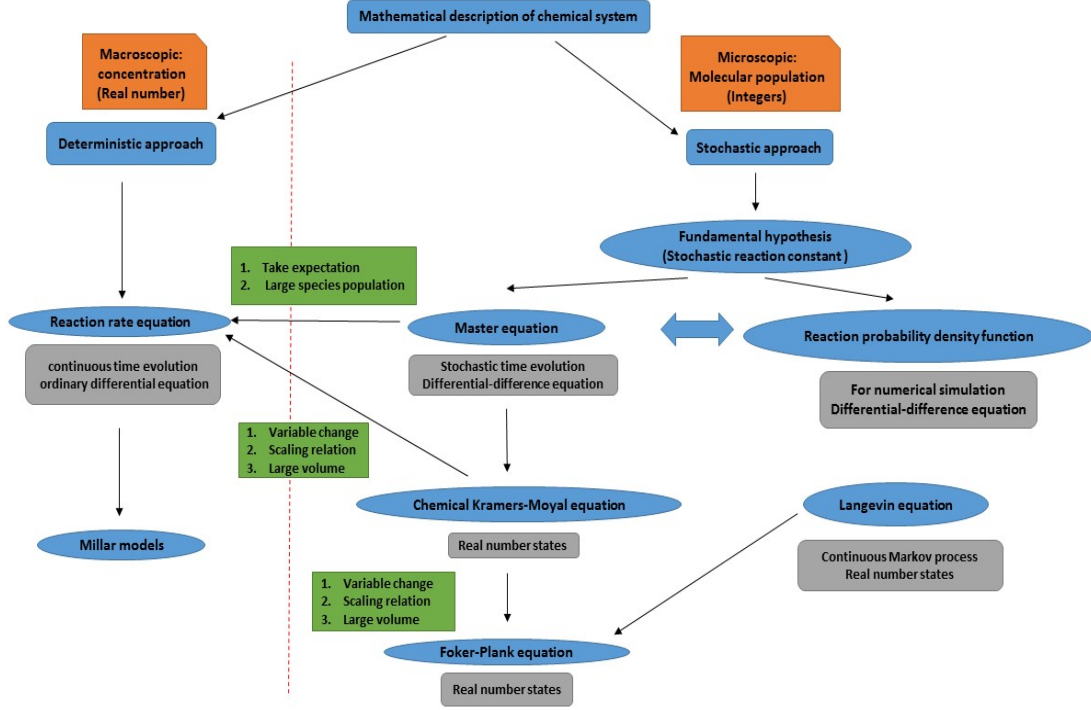 Mathematical description of chemical system
Macroscopic:
concentration
(Real number)
Microscopic:
Molecular population
(Integers)
Deterministic approach
Stochastic approach
Fundamental hypothesis
(Stochastic reaction constant )
1. Take expectation
2. Large species population
Reaction rate equation
Master equation
Reaction probability density function
continuous time evolution
ordinary differential equation
Stochastic time evolution
Differential-difference equation
For numerical simulation
Differential-difference equation
1. Variable change
2. Scaling relation
3. Large volume
Chemical Kramers-Moyal equation
Langevin equation
Millar models
Real number states
Continuous Markov process
Real number states
1. Variable change
2. Scaling relation
3. Large volume
Foker-Plank equation
Real number states